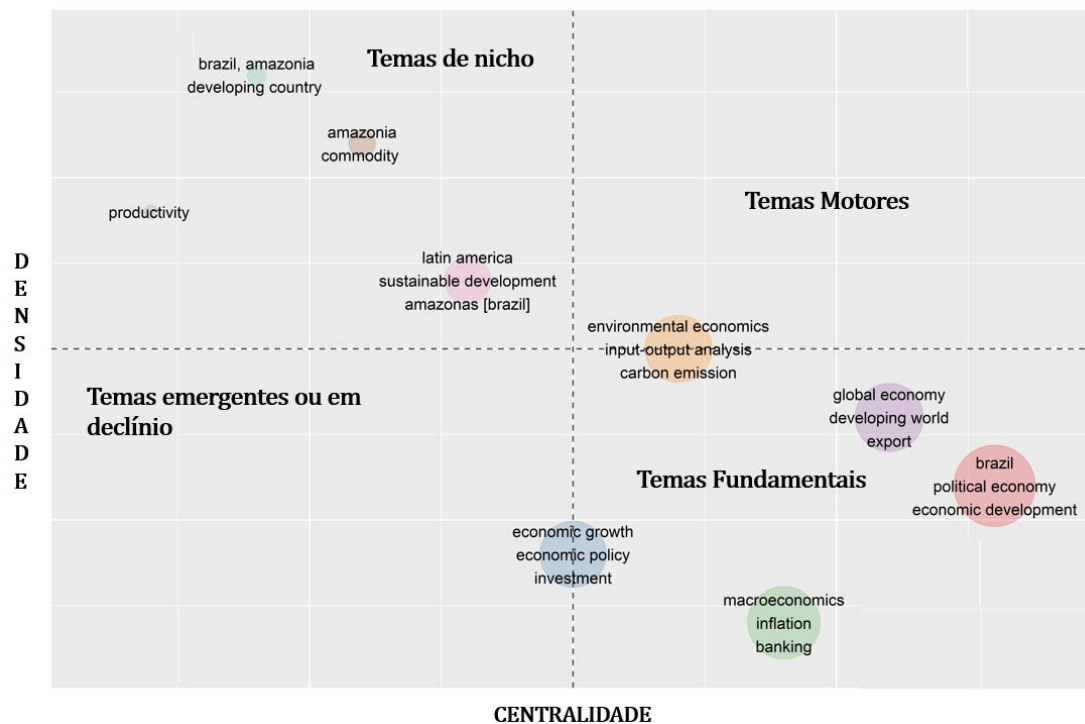 Temas de nicho
brazil, amazonia
developing country
amazonia
commodity
productivity
Temas Motores
latin america
sustainable development
amazonas [brazil]
DENSIDADE
environmental economics
input-output analysis
carbon emission
Temas emergentes ou em
declínio
global economy
developing world
export
Temas Fundamentais
brazil
political economy
economic development
economic growth
economic policy
investment
macroeconomics
inflation
banking
CENTRALIDADE